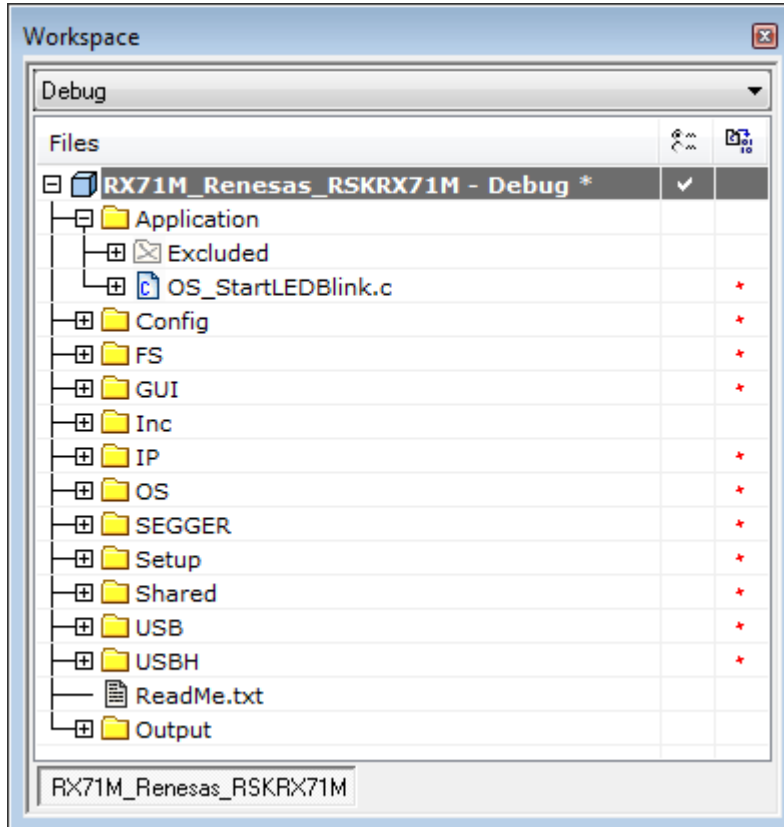 Workspace
Debug
Files
RX71M_Renesas_RSKRX71M - Debug *
Application
Excluded
OS_StartLEDBlink.c
Config
FS
GUI
Inc
IP
OS
SEGGER
Setup
Shared
USB
USBH
ReadMe.txt
Output
RX71M_Renesas_RSKRX71M